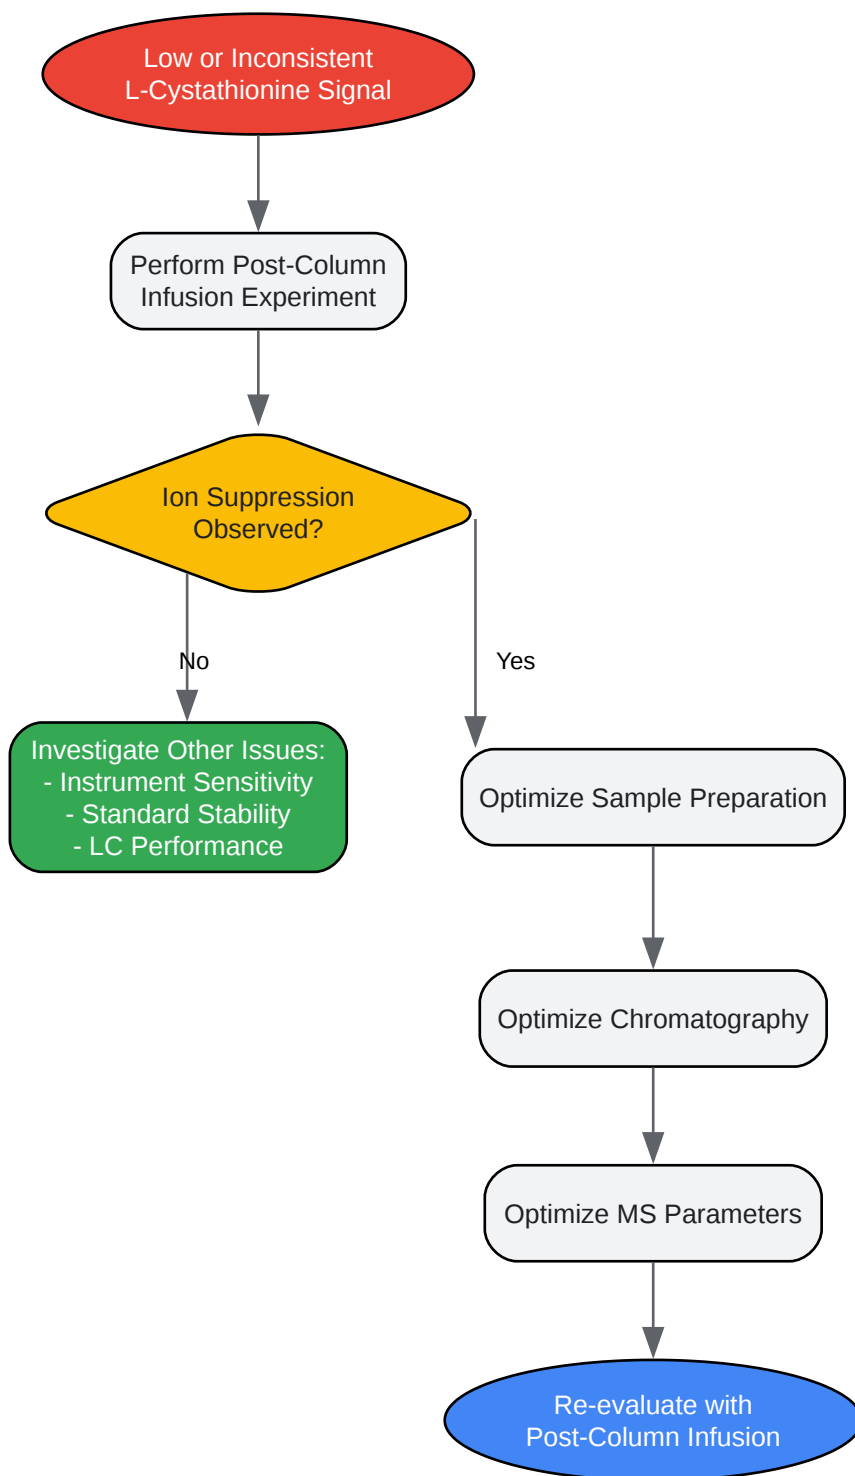 Low or Inconsistent
L-Cystathionine Signal
Perform Post-Column
Infusion Experiment
Ion Suppression
Observed?
No
Yes
Investigate Other Issues:
- Instrument Sensitivity
- Standard Stability
- LC Performance
Optimize Sample Preparation
Optimize Chromatography
Optimize MS Parameters
Re-evaluate with
Post-Column Infusion